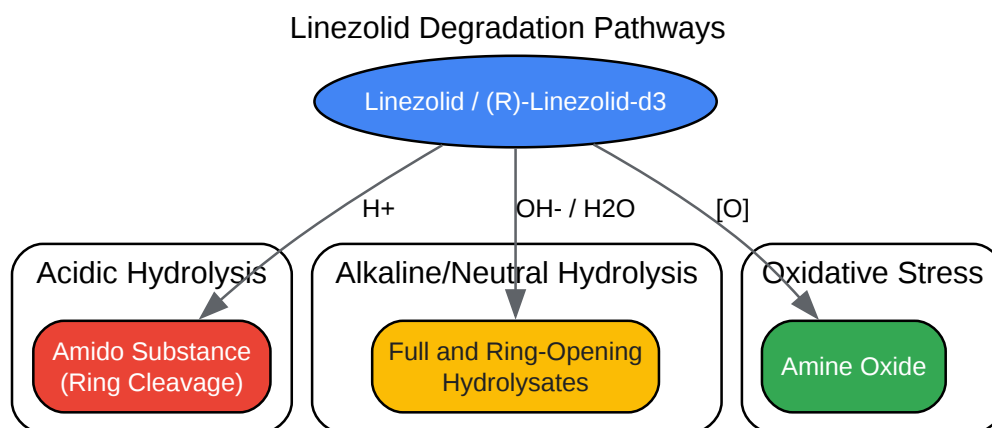 Linezolid Degradation Pathways
Linezolid / (R)-Linezolid-d3
H+
OH- / H2O
[O]
Acidic Hydrolysis
Alkaline/Neutral Hydrolysis
Oxidative Stress
Amido Substance
(Ring Cleavage)
Full and Ring-Opening
Hydrolysates
Amine Oxide